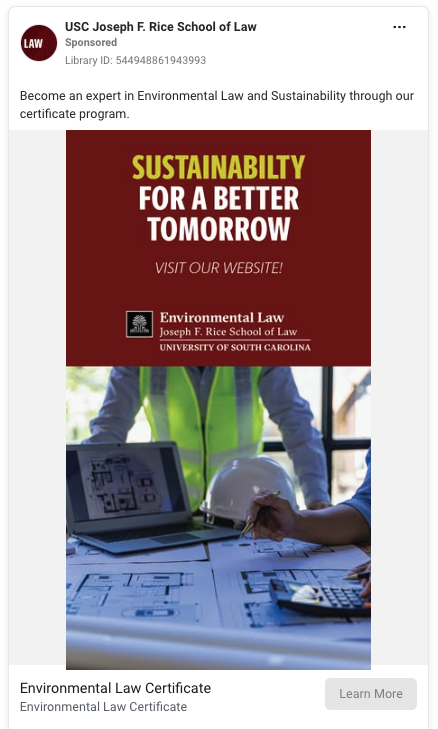 USC Joseph F. Rice School of Law
Sponsored
Library ID: 544948861943993
LAW
Become an expert in Environmental Law and Sustainability through our
certificate program.
SUSTAINABILTY
FOR A BETTER
TOMORROW
VISIT OUR WEBSITE!
Environmental Law
Joseph F. Rice School of Law
UNIVERSITY OF SOUTH CAROLINA
Environmental Law Certificate
Environmental Law Certificate
Learn More